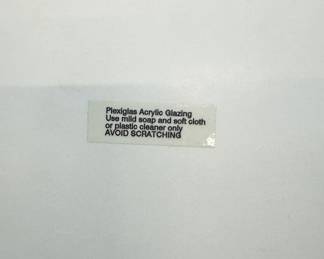 Plexiglas Acrylic Glazing
Use mild soap and soft cloth
or plastic cleaner only
AVOID SCRATCHING